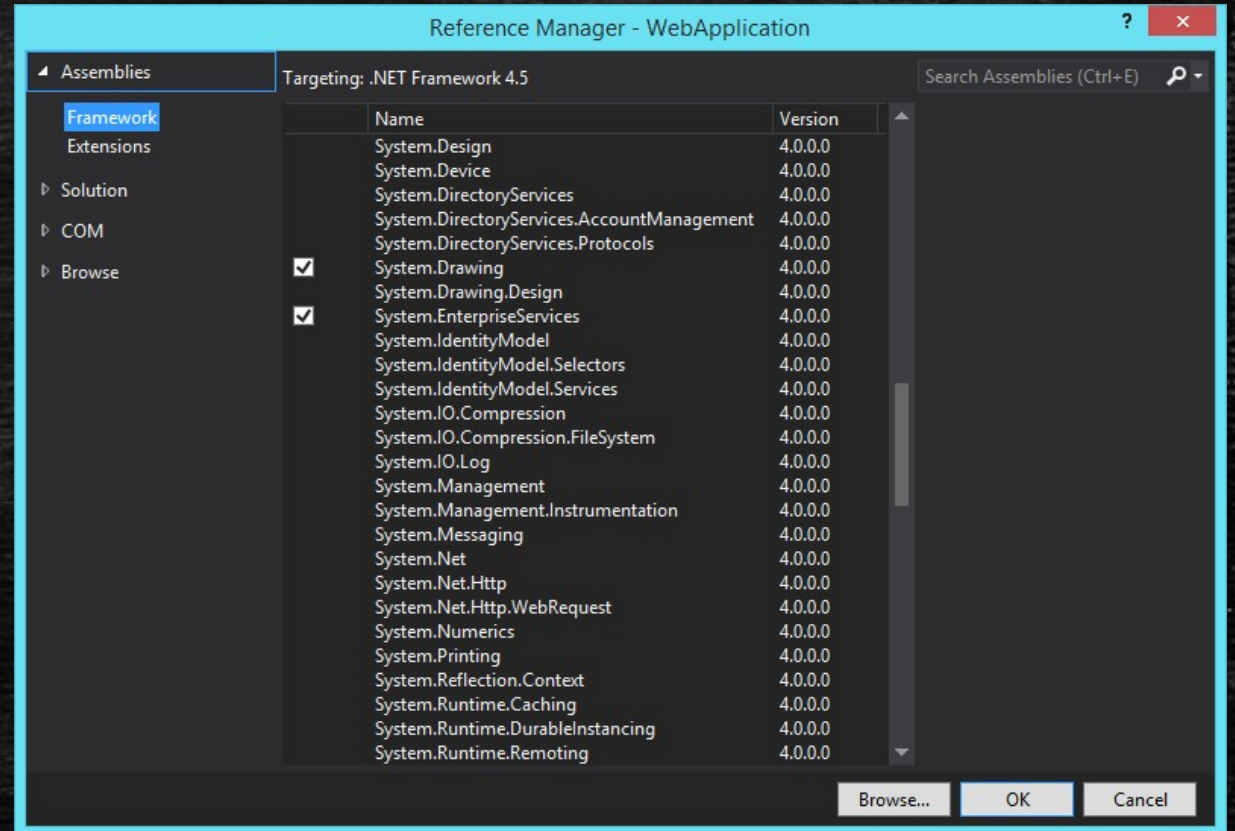 Reference Manager - WebApplication
?
Assemblies
Framework
Extensions
Solution
COM
Browse
Targeting: .NET Framework 4.5
Search Assemblies (Ctrl+E)
Name Version
System.Design 4.0.0.0
System.Device 4.0.0.0
System.DirectoryServices 4.0.0.0
System.DirectoryServices.AccountManagement 4.0.0.0
System.DirectoryServices.Protocols 4.0.0.0
System.Drawing 4.0.0.0
System.Drawing.Design 4.0.0.0
System.EnterpriseServices 4.0.0.0
System.IdentityModel 4.0.0.0
System.IdentityModel.Selectors 4.0.0.0
System.IdentityModel.Services 4.0.0.0
System.IO.Compression 4.0.0.0
System.IO.Compression.FileSystem 4.0.0.0
System.IO.Log 4.0.0.0
System.Management 4.0.0.0
System.Management.Instrumentation 4.0.0.0
System.Messaging 4.0.0.0
System.Net 4.0.0.0
System.Net.Http 4.0.0.0
System.Net.Http.WebRequest 4.0.0.0
System.Numerics 4.0.0.0
System.Printing 4.0.0.0
System.Reflection.Context 4.0.0.0
System.Runtime.Caching 4.0.0.0
System.Runtime.DurableInstancing 4.0.0.0
System.Runtime.Remoting 4.0.0.0
Browse... OK Cancel